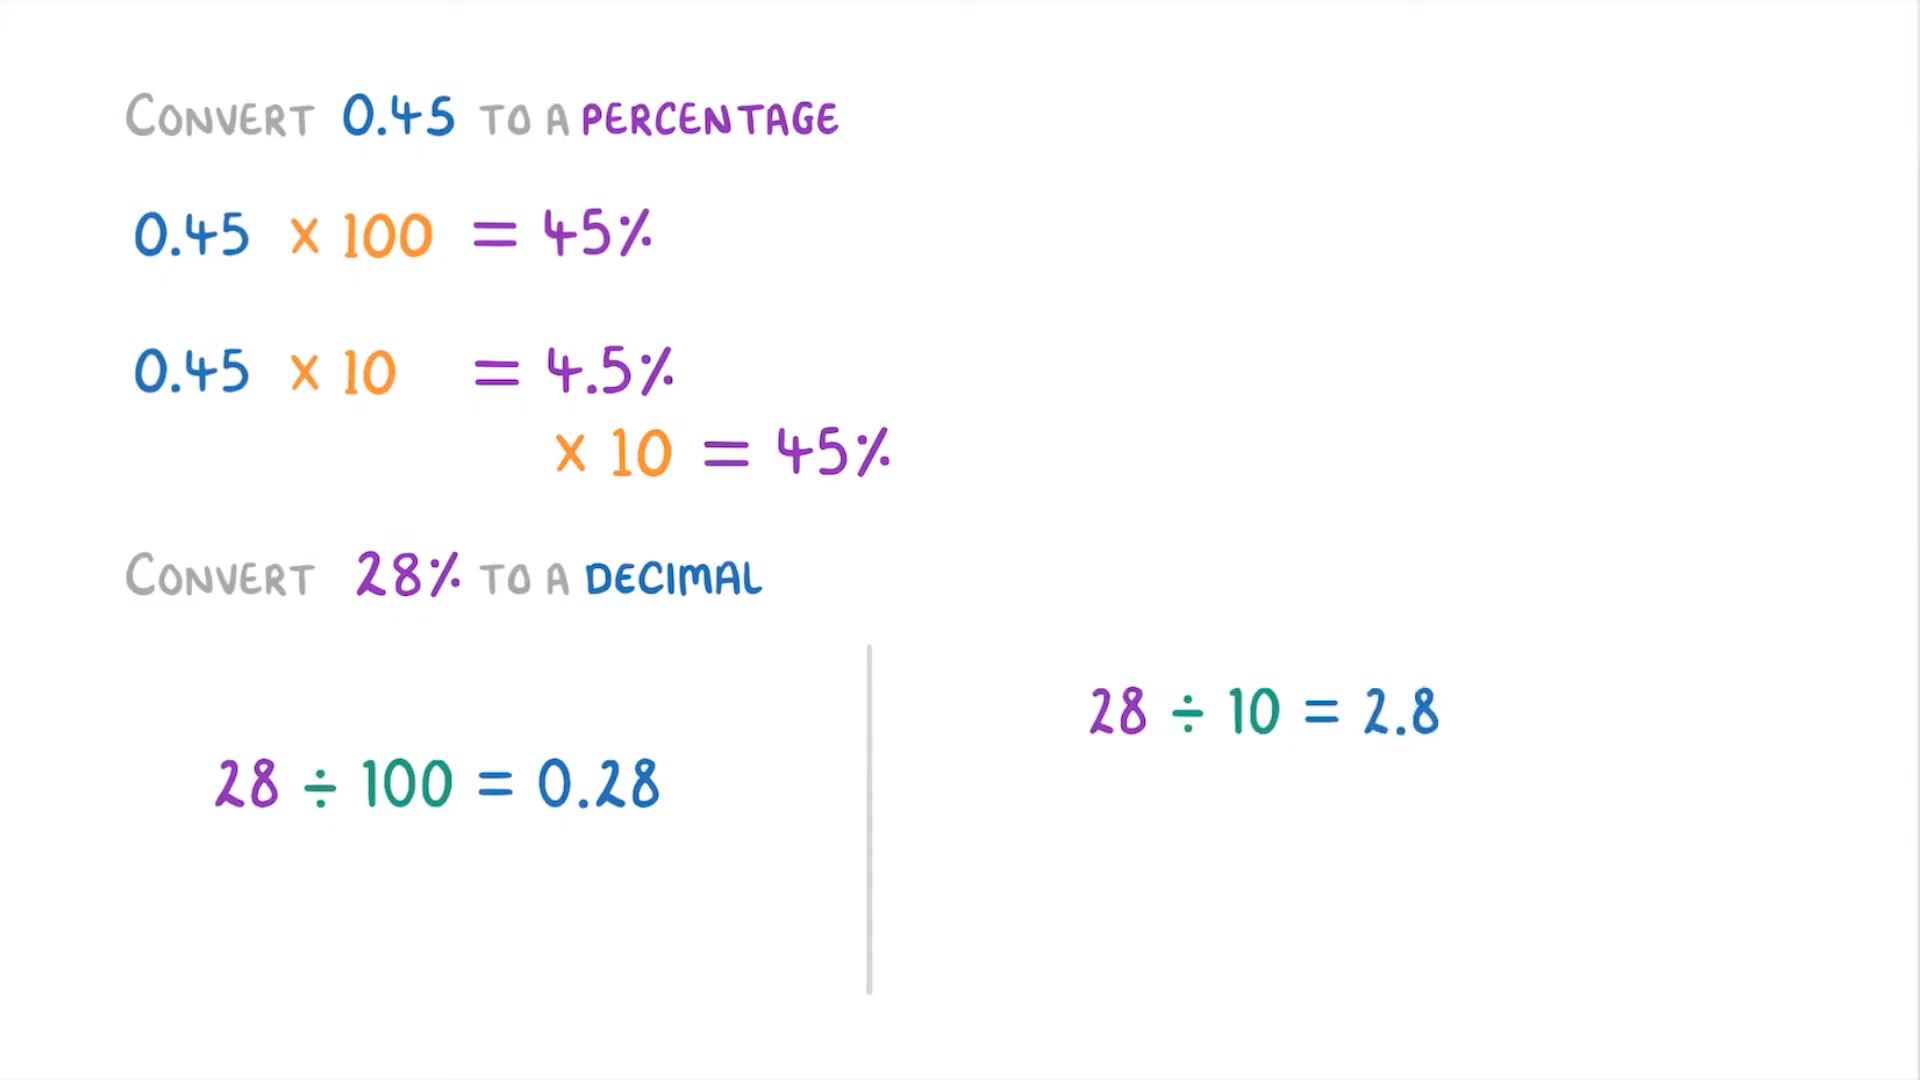 CONVERT 0.45 TO A PERCENTAGE
0.45 × 100 = 45%
0.45 × 10 = 4.5%
× 10 = 45%
CONVERT 28% TO A DECIMAL
28 ÷ 100 = 0.28
28 ÷ 10 = 2.8